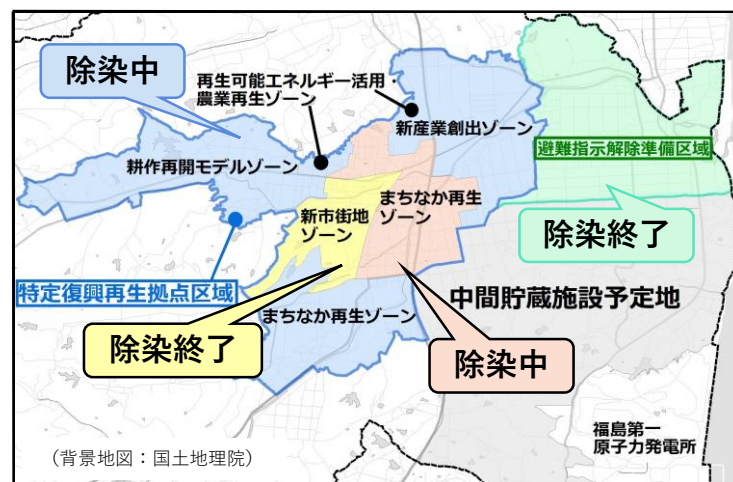 除染中
再生可能エネルギー活用
農業再生ゾーン
新産業創出ゾーン
耕作再開モデルゾーン
避難指示解除準備区域
まちなか再生
ゾーン
新市街地
ゾーン
除染終了
特定復興再生拠点区域
中間貯蔵施設予定地
まちなか再生ゾーン
除染終了
除染中
福島第一
原子力発電所
（背景地図：国土地理院）